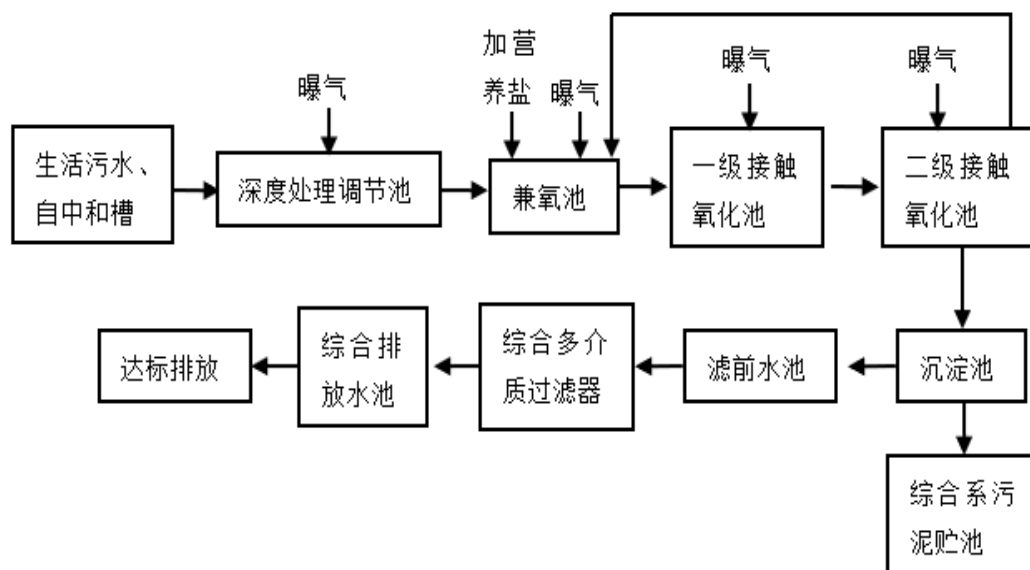 加营
养盐
曝气
曝气
曝气
曝气
生活污水、
自中和槽
深度处理调节池
兼氧池
一级接触
氧化池
二级接触
氧化池
达标排放
综合排
放水池
综合多介
质过滤器
滤前水池
沉淀池
综合系污
泥贮池